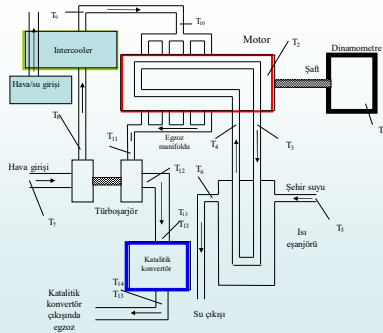 T₉
T₁₀
Intercooler
Motor
T₂
Dinamometre
Şaft
Hava/su girişi
T
T₈
T₁₁
Egzoz
manifoldu
T₄
T₃
Hava girişi
T₁₂
T₆
Şehir suyu
T₇
Türboşarjör
T₁₃
Isı
eşanjörü
T₅
Katalitik
konvertör
T₁₄
T₁₃
Katalitik
konvertör
çıkışında
egzoz
Su çıkışı